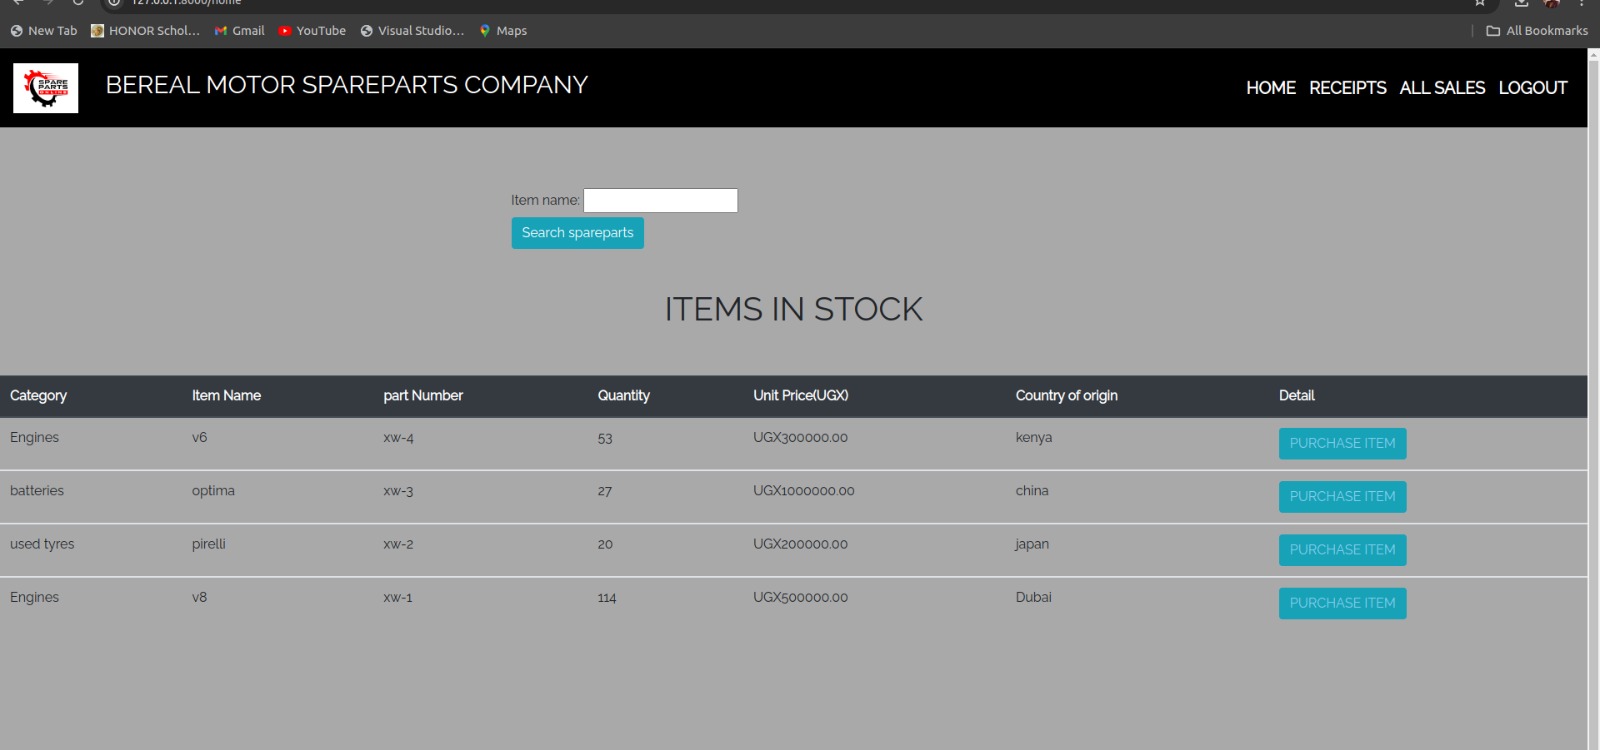 127.0.0.1:8000/home
New Tab HONOR Schol... Gmail YouTube Visual Studio... Maps All Bookmarks
SPARE
PARTS
ONLINE
BEREAL MOTOR SPAREPARTS COMPANY
HOME RECEIPTS ALL SALES LOGOUT
Item name:
Search spareparts
ITEMS IN STOCK
Category Item Name part Number Quantity Unit Price(UGX) Country of origin Detail
Engines v6 xw-4 53 UGX300000.00 kenya PURCHASE ITEM
batteries optima xw-3 27 UGX1000000.00 china PURCHASE ITEM
used tyres pirelli xw-2 20 UGX200000.00 japan PURCHASE ITEM
Engines v8 xw-1 114 UGX500000.00 Dubai PURCHASE ITEM